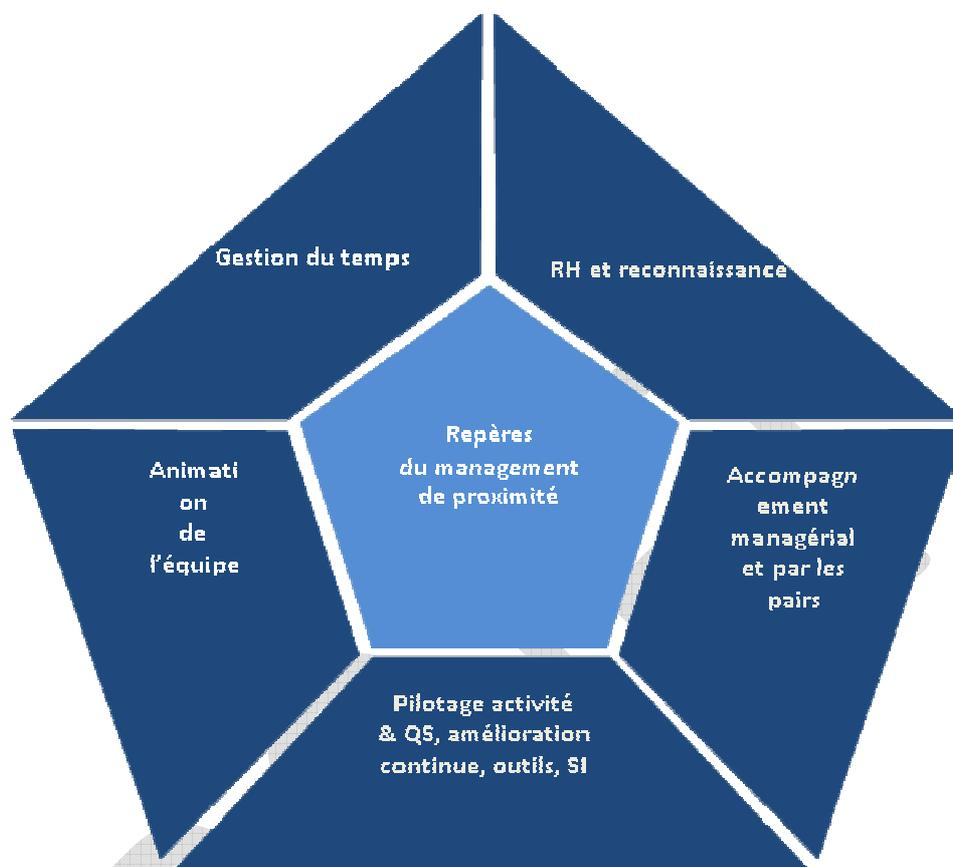 Gestion du temps
RH et reconnaissance
Repères
du management
de proximité
Animati
on
de
l'équipe
Accompagn
ement
managérial
et par les
pairs
Pilotage activité
& QS, amélioration
continue, outils, SI